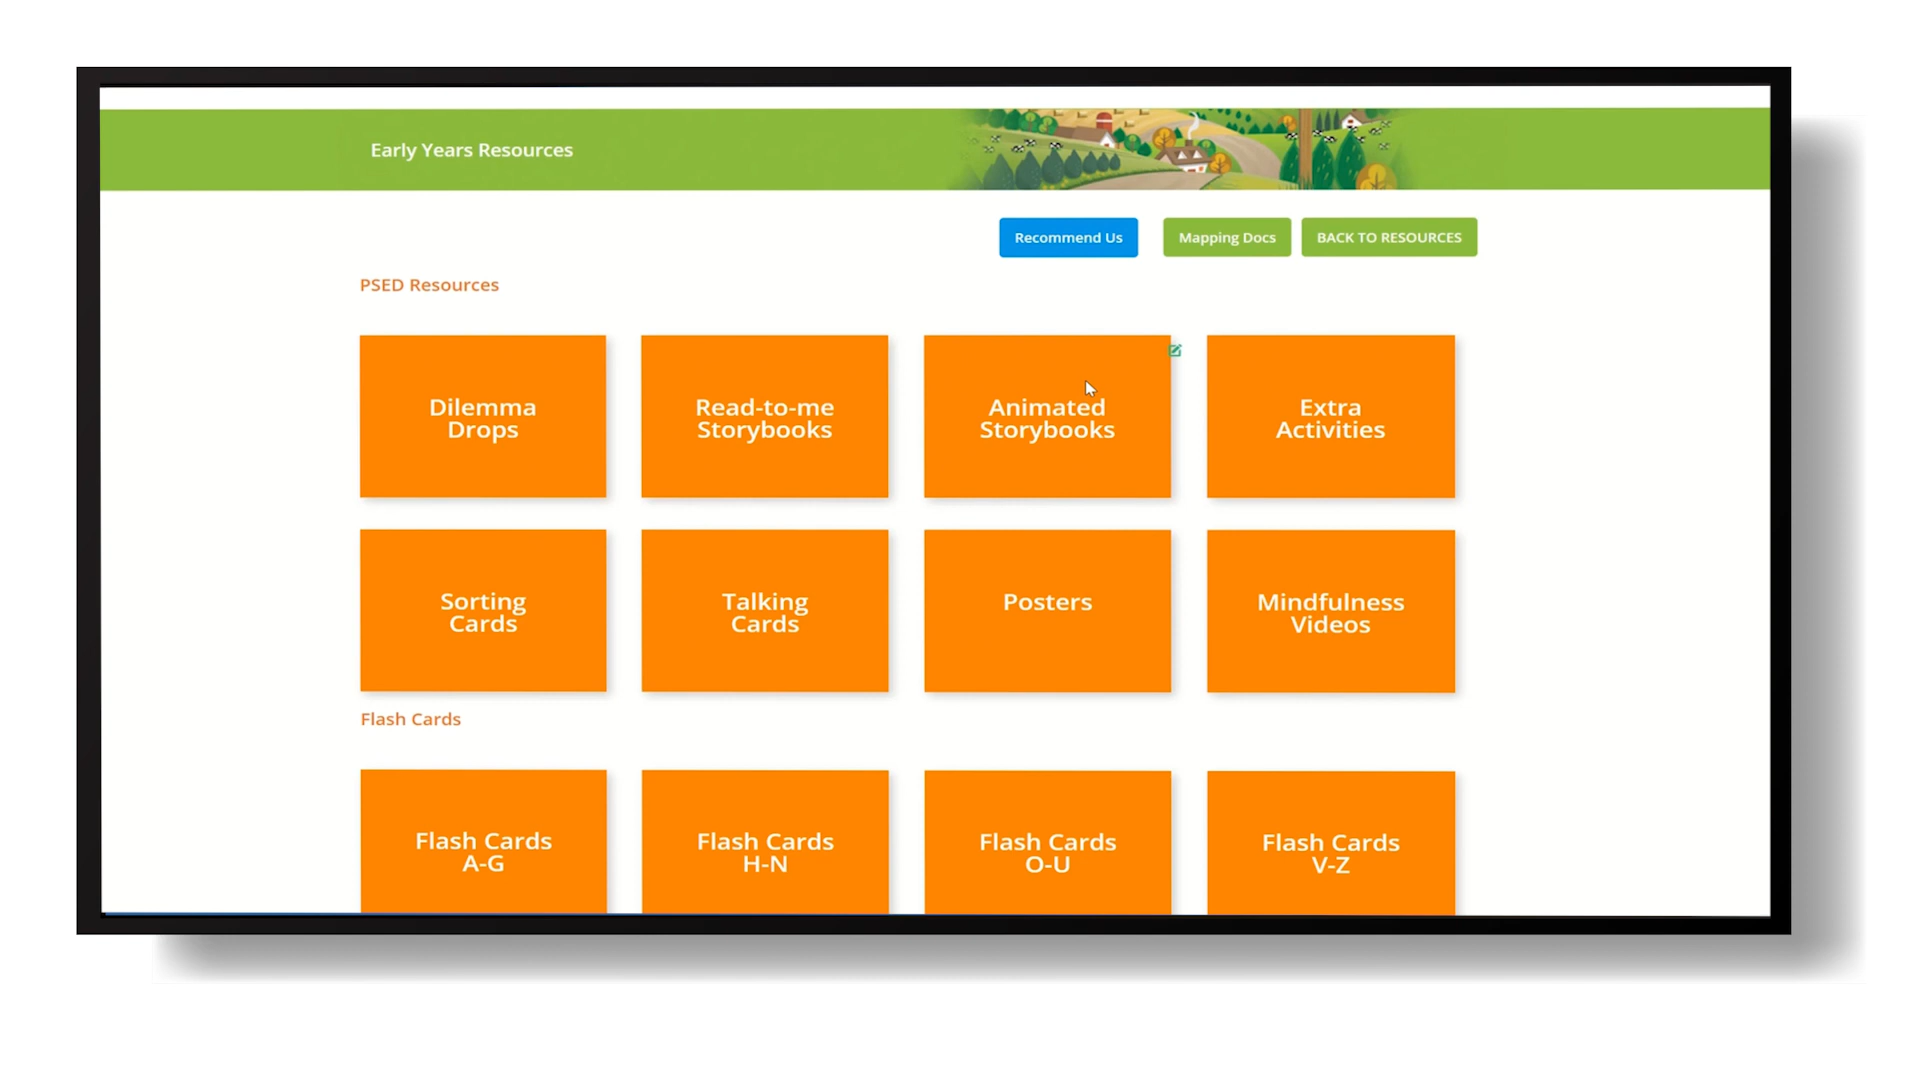 Early Years Resources
Recommend Us
Mapping Docs
BACK TO RESOURCES
PSED Resources
Dilemma
Drops
Read-to-me
Storybooks
Animated
Storybooks
Extra
Activities
Sorting
Cards
Talking
Cards
Posters
Mindfulness
Videos
Flash Cards
Flash Cards
A-G
Flash Cards
H-N
Flash Cards
O-U
Flash Cards
V-Z